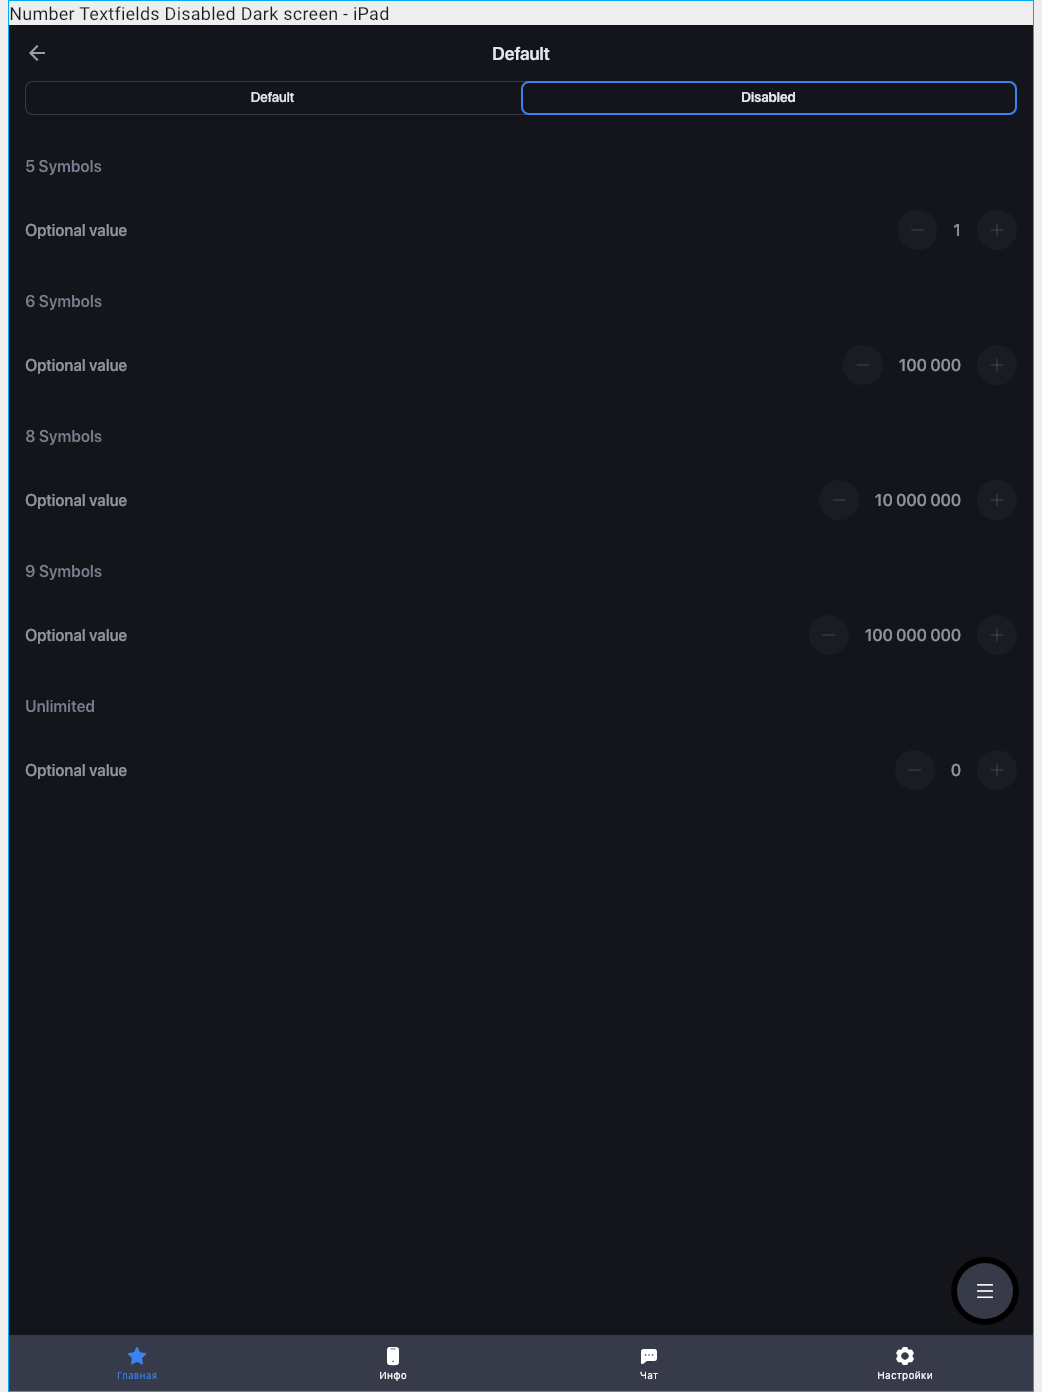 Number Textfields Disabled Dark screen - iPad
Default
Default
Disabled
5 Symbols
Optional value
1
6 Symbols
Optional value
100 000
8 Symbols
Optional value
10 000 000
9 Symbols
Optional value
100 000 000
Unlimited
Optional value
0
Главная
Инфо
Чат
Настройки